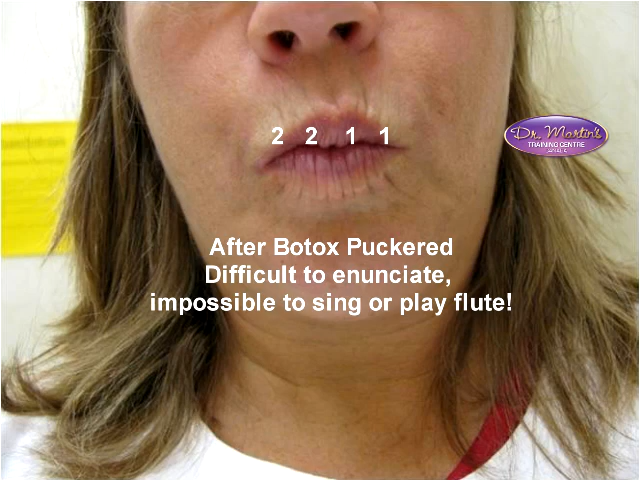 2 2 1 1
Dr. Martin's
TRAINING CENTRE
After Botox Puckered
Difficult to enunciate,
impossible to sing or play flute!